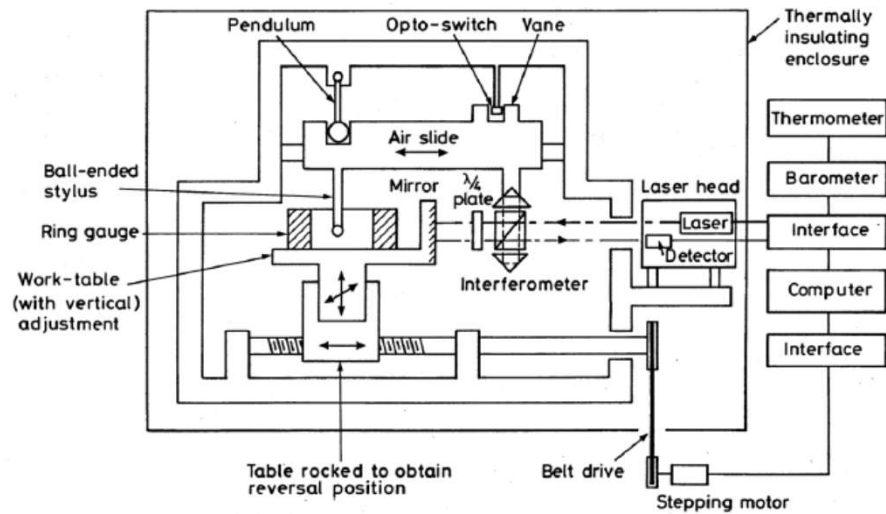 Pendulum
Opto-switch
Vane
Thermally
insulating
enclosure
Thermometer
Air slide
Ball-ended
stylus
Mirror
λ/4
plate
Laser head
Barometer
Laser
Ring gauge
Interface
Detector
Work-table
(with vertical)
adjustment
Interferometer
Computer
Interface
Table rocked to obtain
reversal position
Belt drive
Stepping motor